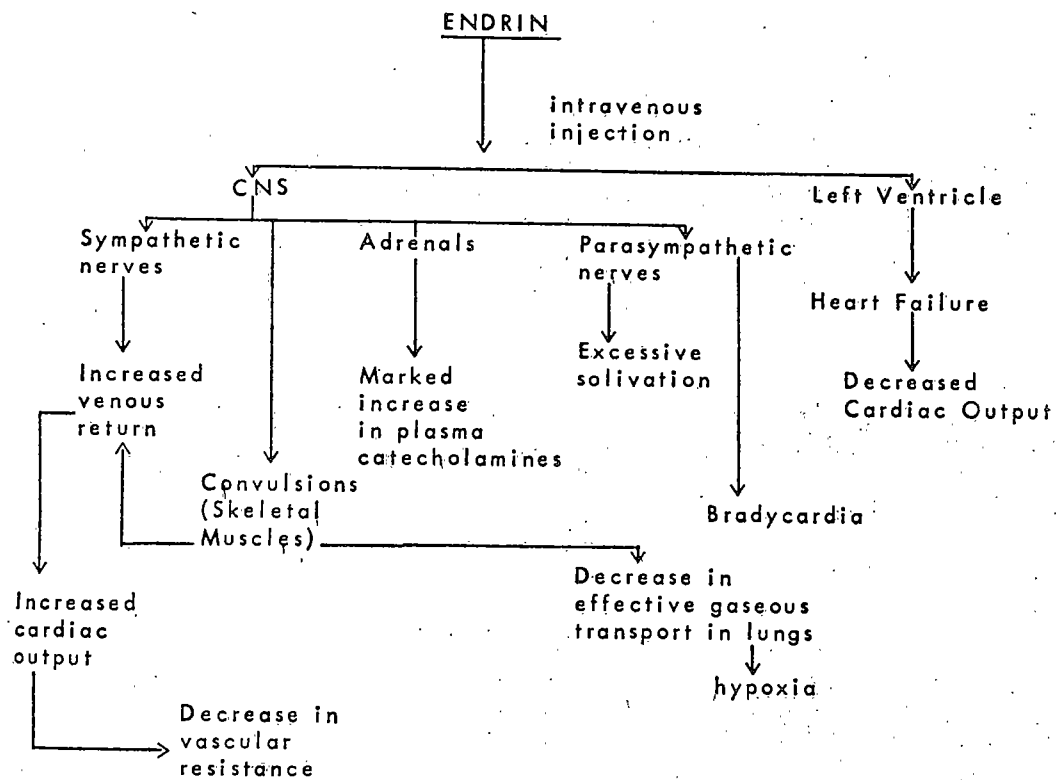 ENDRIN
intravenous
injection
CNS
Left Ventricle
Sympathetic
nerves
Adrenals
Parasympathetic
nerves
Heart Failure
Increased
venous
return
Marked
increase
in plasma
catecholamines
Excessive
salivation
Decreased
Cardiac Output
Convulsions
(Skeletal
Muscles)
Bradycardia
Increased
cardiac
output
Decrease in
effective gaseous
transport in lungs
hypoxia
Decrease in
vascular
resistance